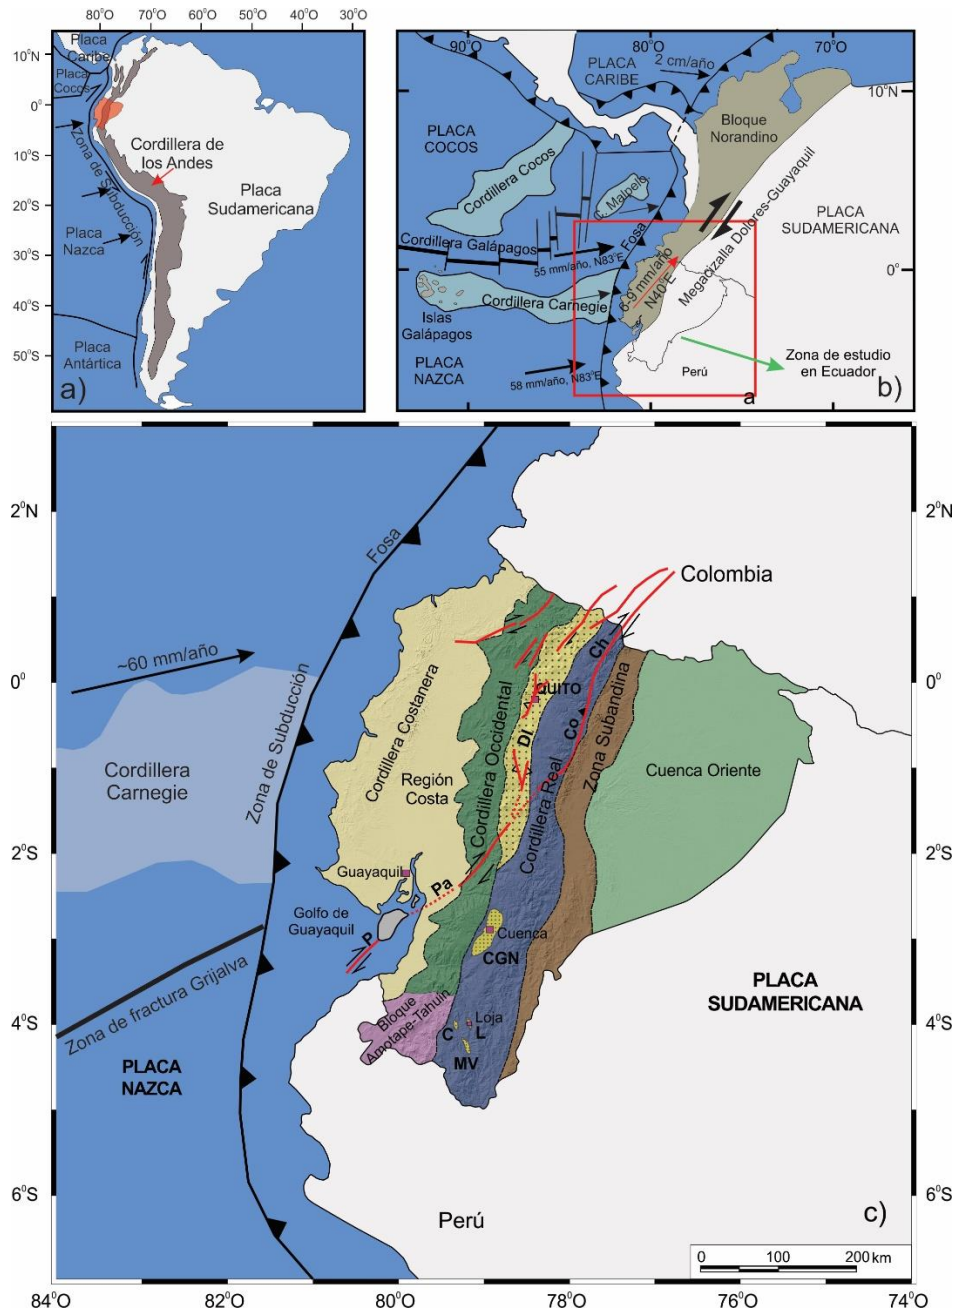 80°O
70°O
60°O
50°O
40°O
30°O
10°N
0°
10°S
20°S
30°S
40°S
50°S
Placa
Caribe
Placa
Cocos
Zona de Subducción
Cordillera de
los Andes
Placa
Sudamericana
Placa
Nazca
Placa
Antártica
a)
90°O
80°O
70°O
10°N
0°
PLACA
CARIBE
2 cm/año
PLACA
COCOS
Cordillera Cocos
C. Malpelo
Bloque
Norandino
Cordillera Galápagos
55 mm/año, N83°E
Fosa
Megacizalla Dolores-Guayaquil
PLACA
SUDAMERICANA
6.9 mm/año
N40°E
Cordillera Carnegie
Islas
Galápagos
PLACA
NAZCA
58 mm/año, N83°E
Perú
Zona de estudio
en Ecuador
a
b)
2°N
0°
2°S
4°S
6°S
2°N
0°
2°S
4°S
6°S
Fosa
Colombia
~60 mm/año
Zona de Subducción
Cordillera
Carnegie
Cordillera Costanera
Región
Costa
Cordillera Occidental
DI
QUITO
Ch
Co
Cordillera Real
Zona Subandina
Cuenca Oriente
Guayaquil
Pa
Golfo de
Guayaquil
P
Cuenca
CGN
Zona de fractura Grijalva
Bloque
Amotape-Tahuín
Loja
C
L
MV
PLACA
SUDAMERICANA
PLACA
NAZCA
Perú
c)
0
100
200 km
84°O
82°O
80°O
78°O
76°O
74°O